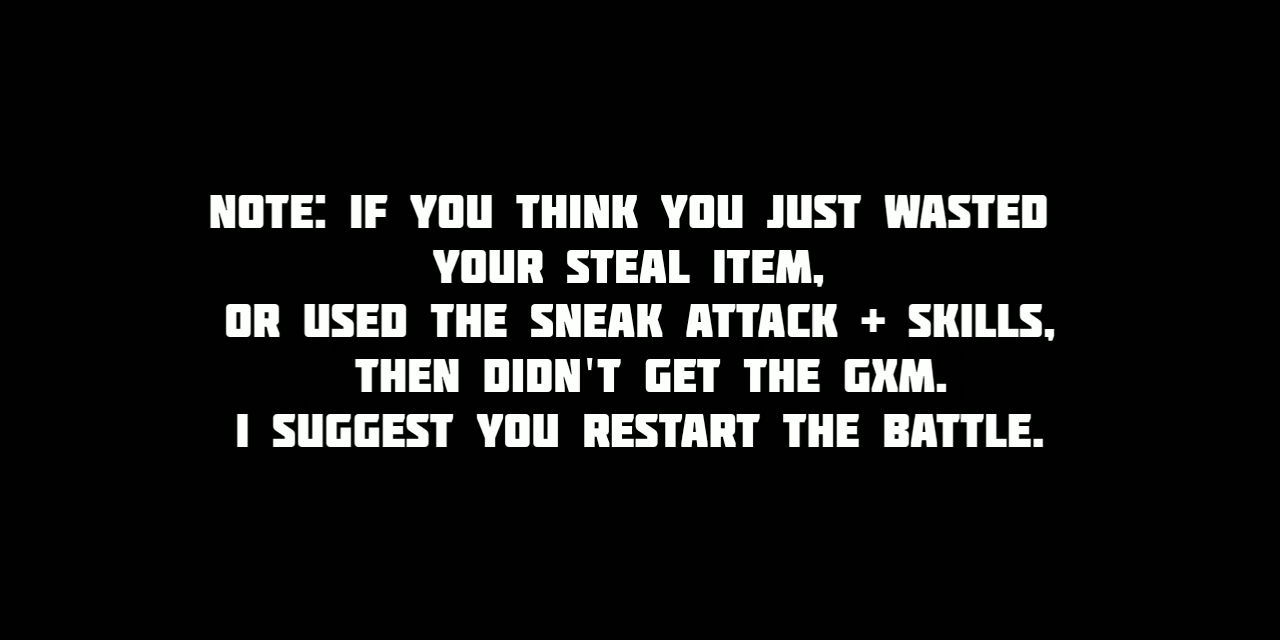 NOTE: IF YOU THINK YOU JUST WASTED
YOUR STEAL ITEM,
OR USED THE SNEAK ATTACK + SKILLS,
THEN DIDN'T GET THE GXM.
I SUGGEST YOU RESTART THE BATTLE.